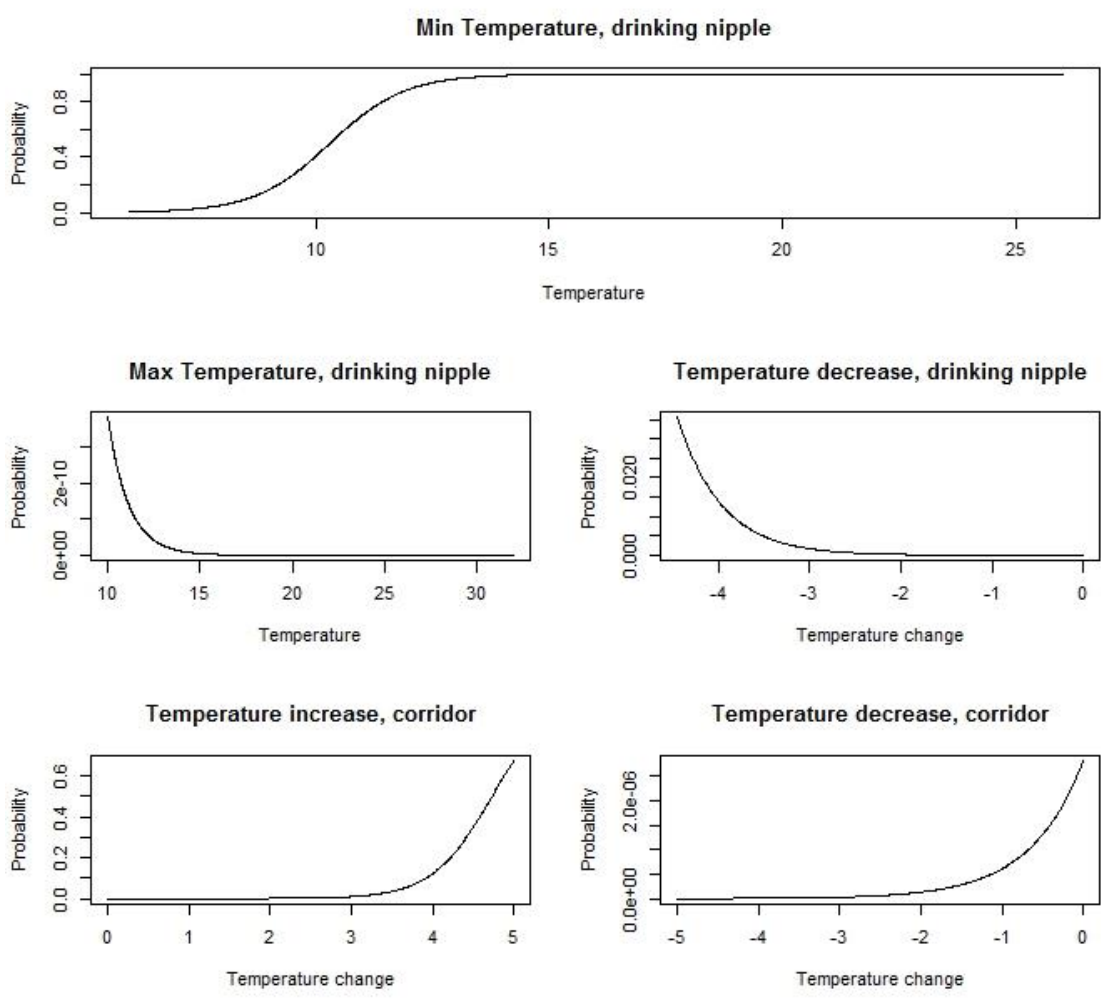 Min Temperature, drinking nipple
Probability
0.0 0.4 0.8
10 15 20 25
Temperature
Max Temperature, drinking nipple
Probability
0e+00 2e-10
10 15 20 25 30
Temperature
Temperature decrease, drinking nipple
Probability
0.000 0.020
-4 -3 -2 -1 0
Temperature change
Temperature increase, corridor
Probability
0.0 0.2 0.4 0.6
0 1 2 3 4 5
Temperature change
Temperature decrease, corridor
Probability
0.0e+00 2.0e-06
-5 -4 -3 -2 -1 0
Temperature change